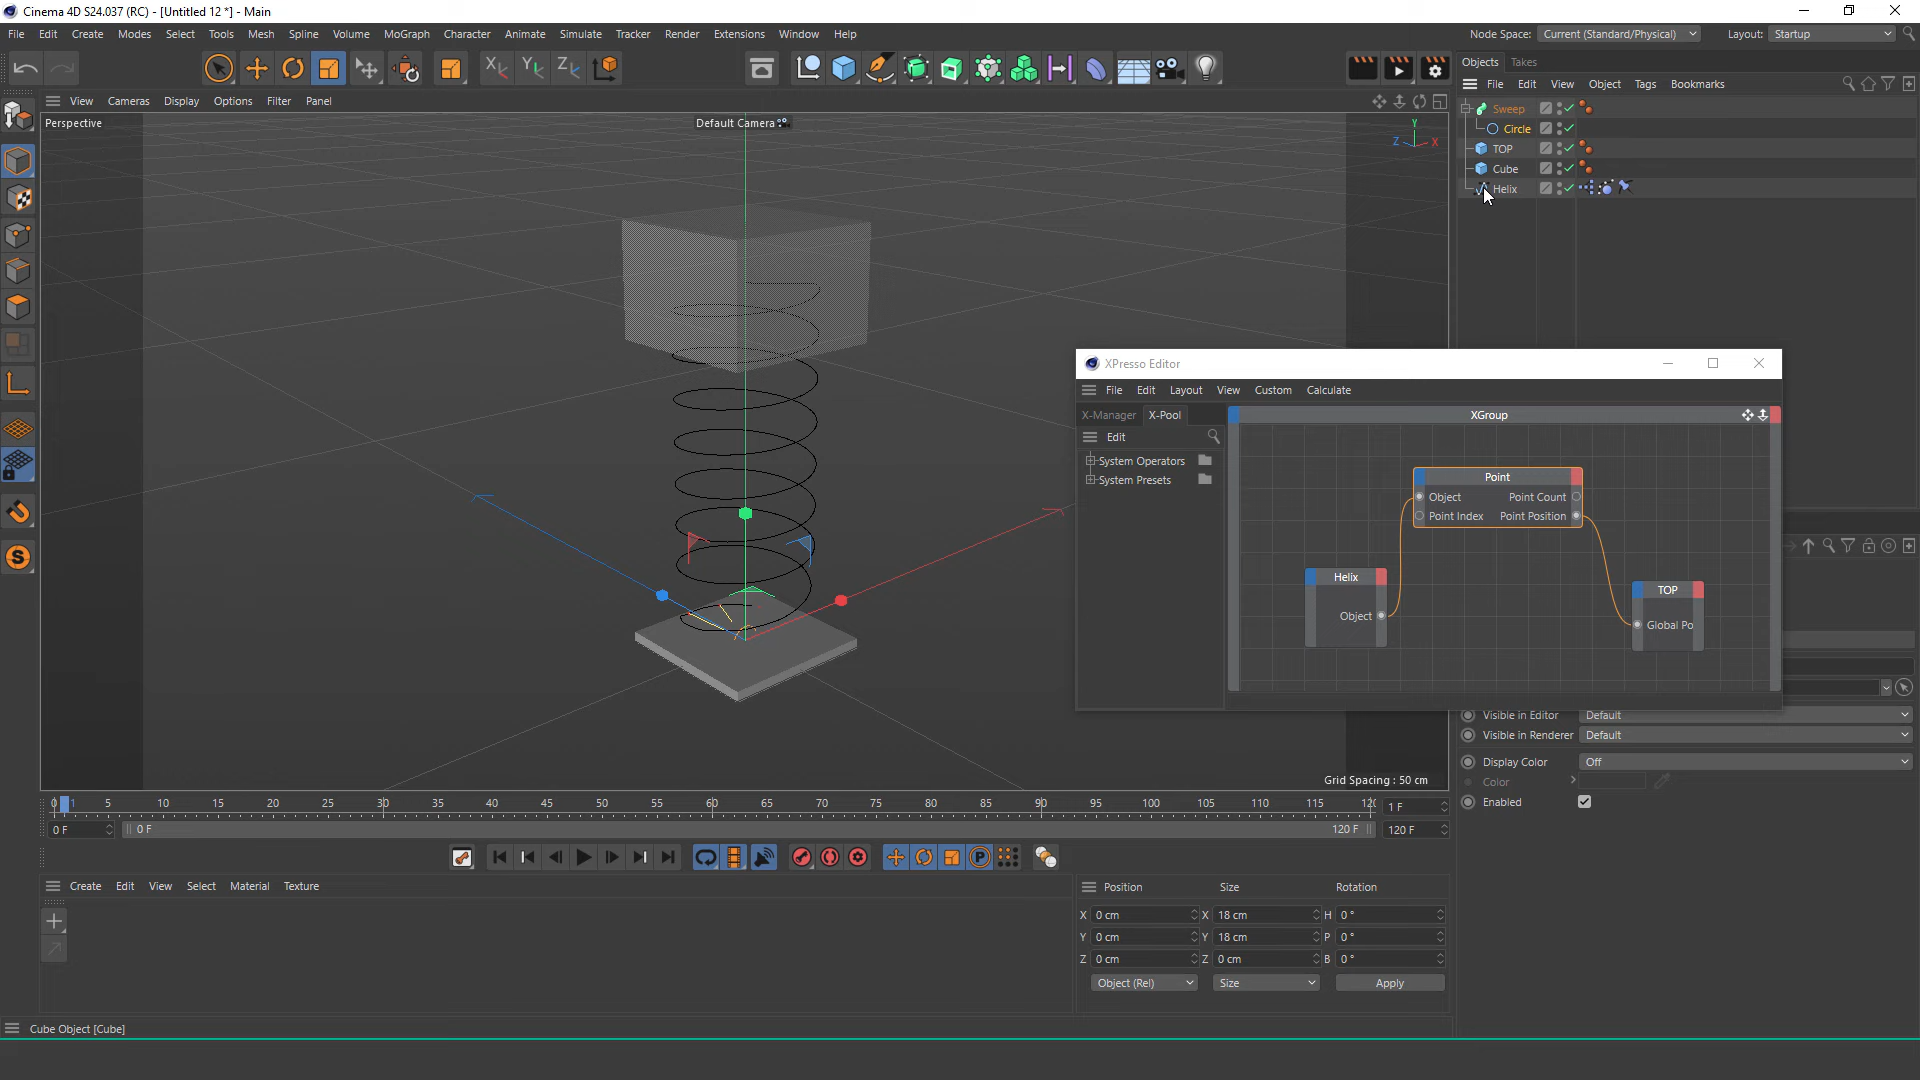 Cinema 4D S24.037 (RC) - [Untitled 12 *] - Main
File Edit Create Modes Select Tools Mesh Spline Volume MoGraph Character Animate Simulate Tracker Render Extensions Window Help
Node Space: Current (Standard/Physical) Layout: Startup
X Y Z
Objects Takes
File Edit View Object Tags Bookmarks
View Cameras Display Options Filter Panel
Perspective
Default Camera
Y
Z X
Sweep
Circle
TOP
Cube
Helix
XPresso Editor
File Edit Layout View Custom Calculate
X-Manager X-Pool
XGroup
Edit
System Operators
System Presets
Point
Object Point Count
Point Index Point Position
Helix
Object
TOP
Global Po
Visible in Editor Default
Visible in Renderer Default
Display Color Off
Color
Enabled
Grid Spacing : 50 cm
0 1 5 10 15 20 25 30 35 40 45 50 55 60 65 70 75 80 85 90 95 100 105 110 115 120
1 F
0 F
0 F
120 F
120 F
P
S
Create Edit View Select Material Texture
Position Size Rotation
X 0 cm X 18 cm H 0 °
Y 0 cm Y 18 cm P 0 °
Z 0 cm Z 0 cm B 0 °
Object (Rel) Size Apply
Cube Object [Cube]